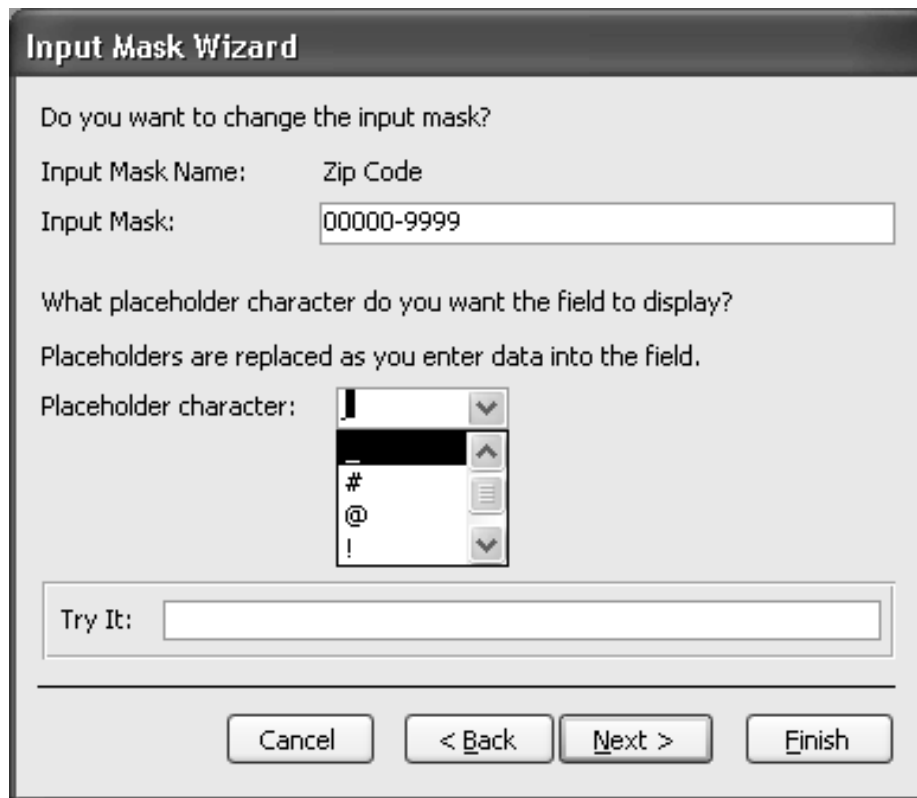 Input Mask Wizard
Do you want to change the input mask?
Input Mask Name: Zip Code
Input Mask: 00000-9999
What placeholder character do you want the field to display?
Placeholders are replaced as you enter data into the field.
Placeholder character: _
_
#
@
!
Try It:
Cancel < Back Next > Finish